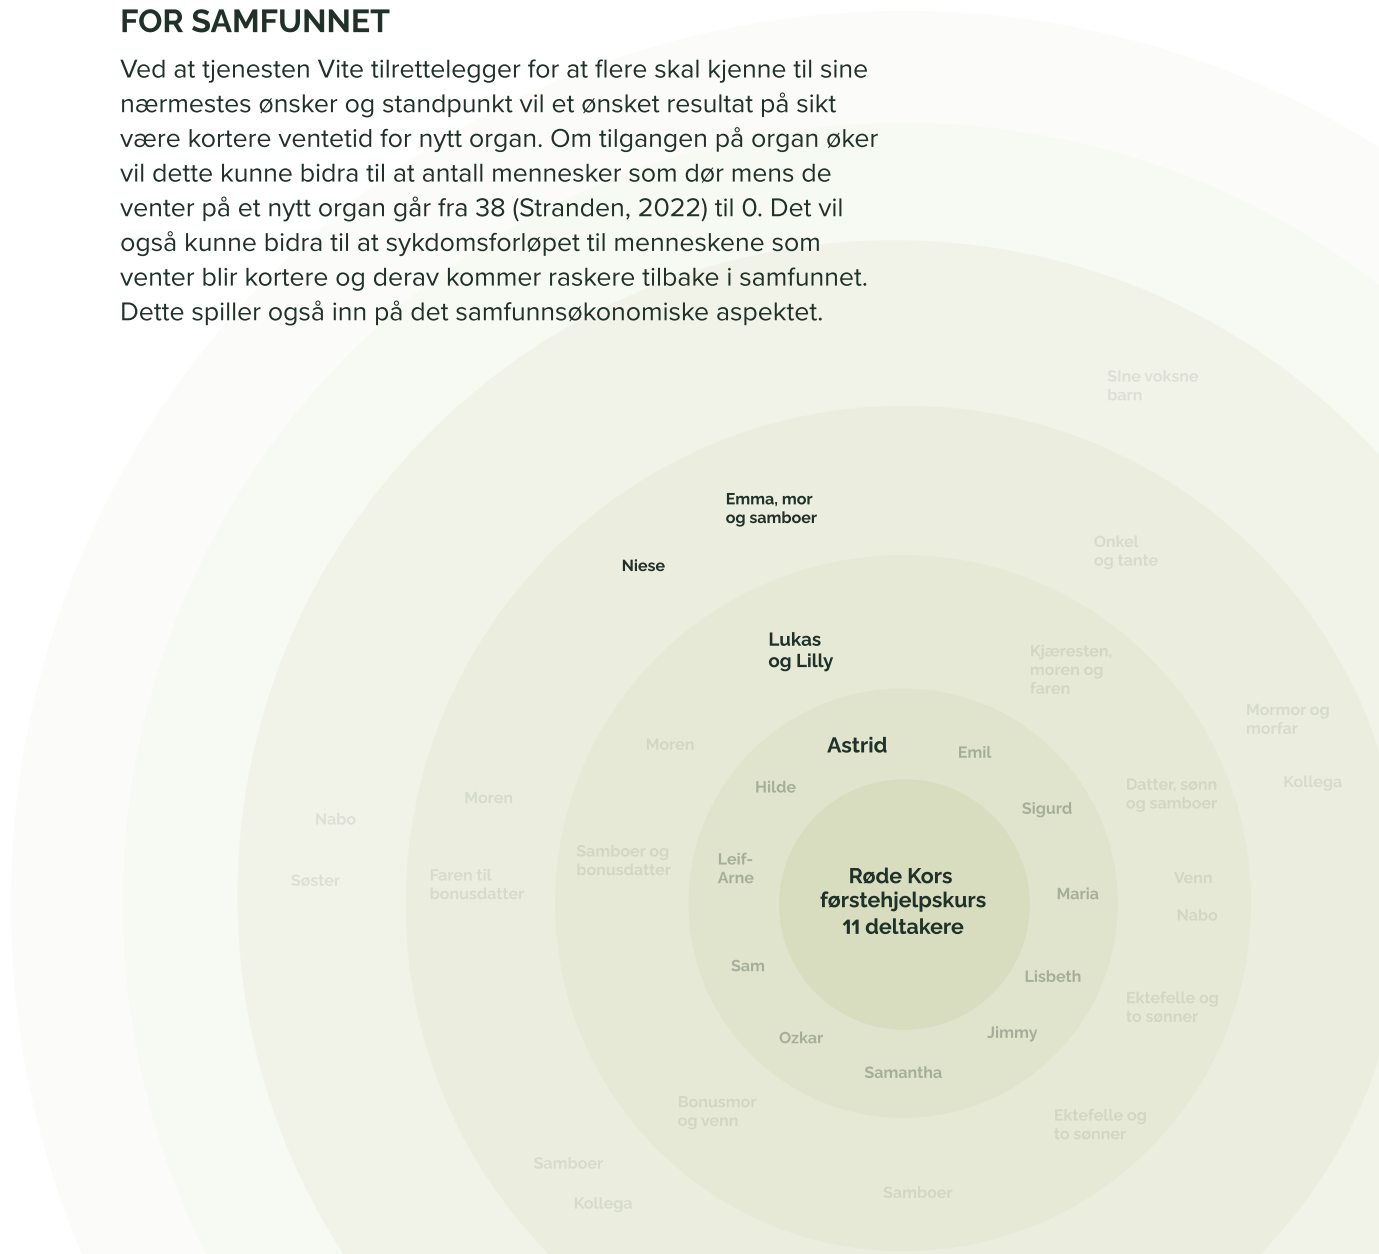 FOR SAMFUNNET
Ved at tjenesten Vite tilrettelegger for at flere skal kjenne til sine
nærmestes ønsker og standpunkt vil et ønsket resultat på sikt
være kortere ventetid for nytt organ. Om tilgangen på organ øker
vil dette kunne bidra til at antall mennesker som dør mens de
venter på et nytt organ går fra 38 (Stranden, 2022) til 0. Det vil
også kunne bidra til at sykdomsforløpet til menneskene som
venter blir kortere og derav kommer raskere tilbake i samfunnet.
Dette spiller også inn på det samfunnsøkonomiske aspektet.
SIne voksne
barn
Emma, mor
og samboer
Onkel
og tante
Niese
Lukas
og Lilly
Kjæresten,
moren og
faren
Mormor og
morfar
Moren
Astrid
Emil
Hilde
Datter, sønn
og samboer
Kollega
Moren
Sigurd
Nabo
Samboer og
bonusdatter
Leif-
Arne
Røde Kors
førstehjelpskurs
11 deltakere
Maria
Venn
Nabo
Søster
Faren til
bonusdatter
Sam
Lisbeth
Ektefelle og
to sønner
Ozkar
Jimmy
Samantha
Bonusmor
og venn
Ektefelle og
to sønner
Samboer
Kollega
Samboer